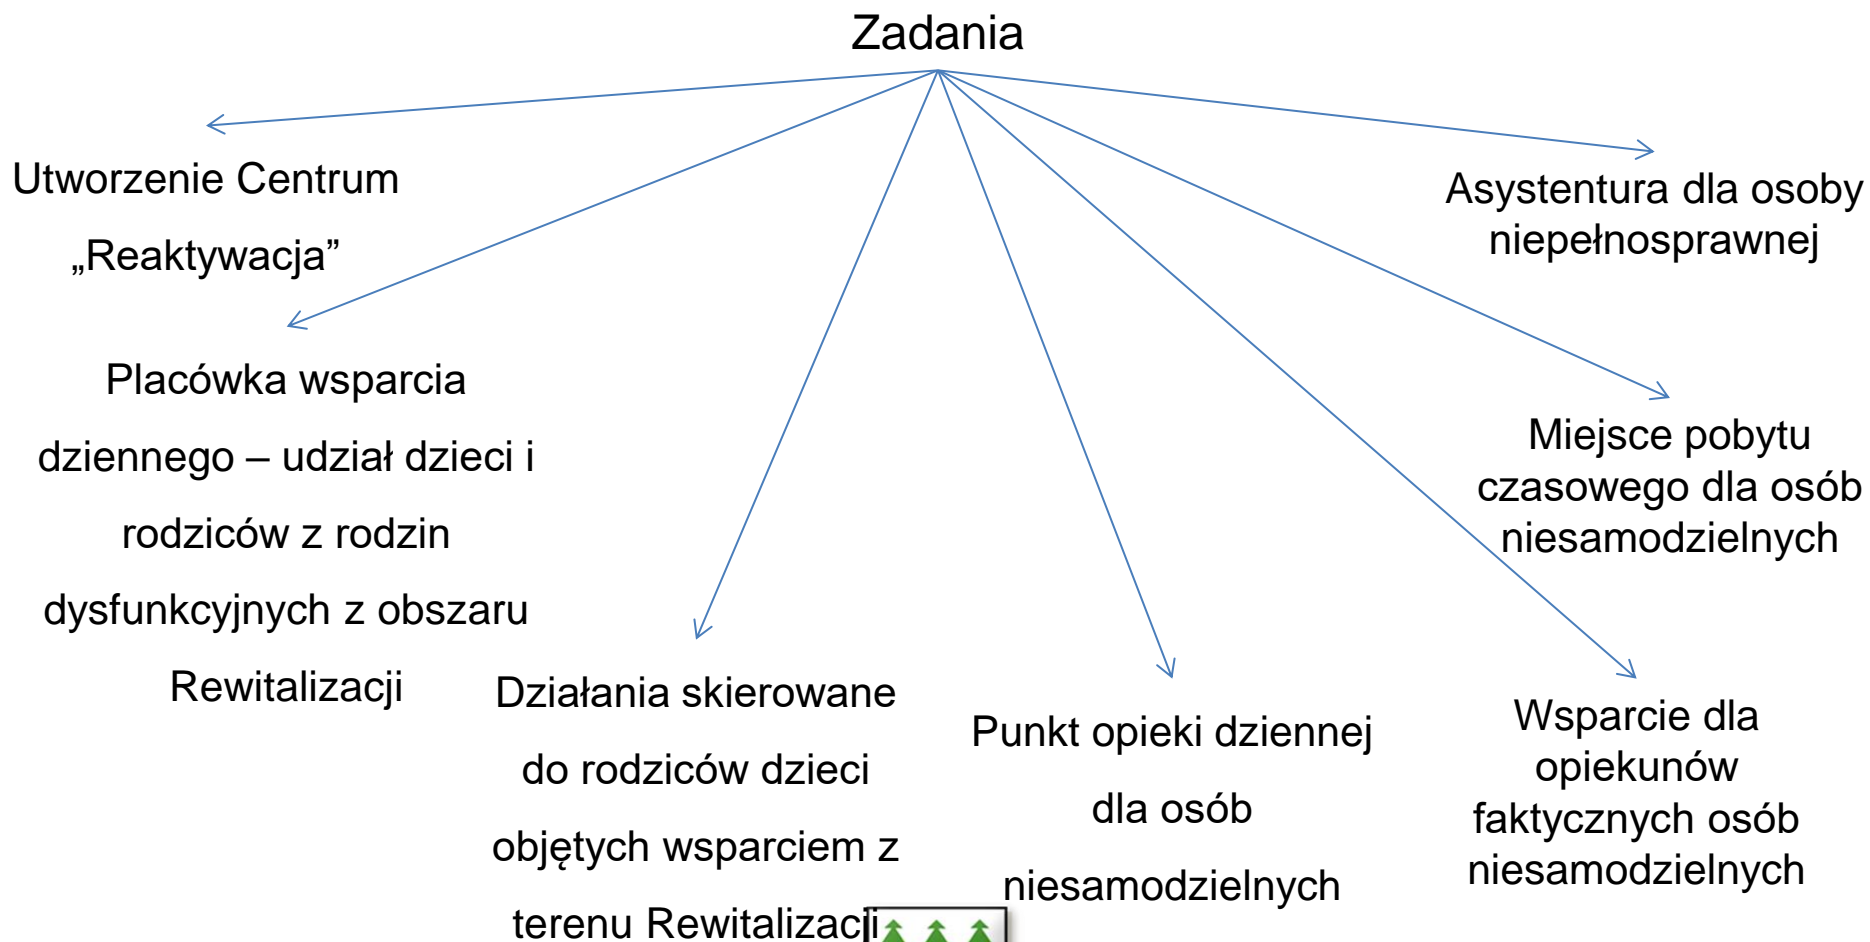 Zadania
Utworzenie Centrum
„Reaktywacja”
Placówka wsparcia
dziennego – udział dzieci i
rodziców z rodzin
dysfunkcyjnych z obszaru
Rewitalizacji
Działania skierowane
do rodziców dzieci
objętych wsparciem z
terenu Rewitalizacji
Punkt opieki dziennej
dla osób
niesamodzielnych
Wsparcie dla
opiekunów
faktycznych osób
niesamodzielnych
Miejsce pobytu
czasowego dla osób
niesamodzielnych
Asystentura dla osoby
niepełnosprawnej